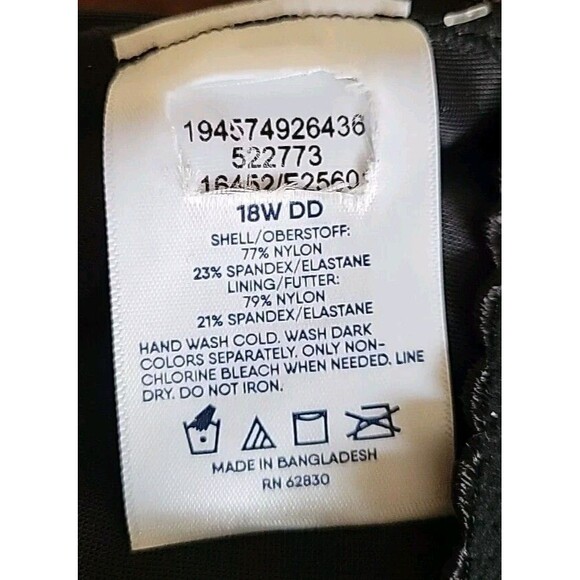 194574926436
522773
16452/F2560
18W DD
SHELL/OBERSTOFF:
77% NYLON
23% SPANDEX/ELASTANE
LINING/FUTTER:
79% NYLON
21% SPANDEX/ELASTANE
HAND WASH COLD. WASH DARK
COLORS SEPARATELY. ONLY NON-
CHLORINE BLEACH WHEN NEEDED. LINE
DRY. DO NOT IRON.
MADE IN BANGLADESH
RN 62830